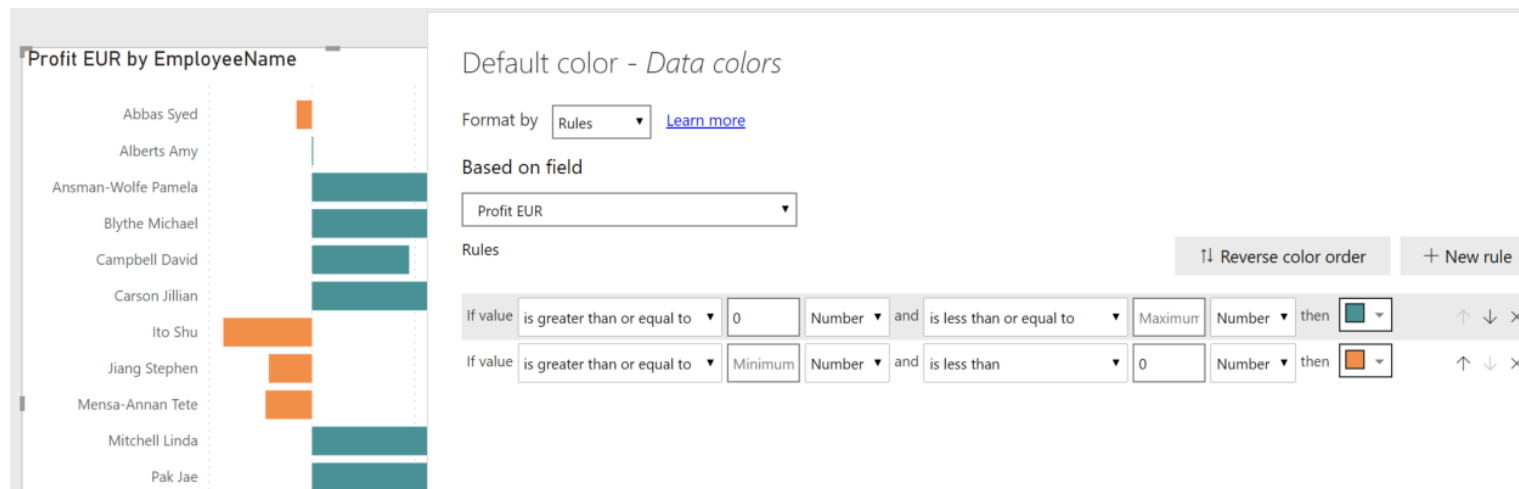 Profit EUR by EmployeeName
Abbas Syed
Alberts Amy
Ansman-Wolfe Pamela
Blythe Michael
Campbell David
Carson Jillian
Ito Shu
Jiang Stephen
Mensa-Annan Tete
Mitchell Linda
Pak Jae
Default color - Data colors
Format by Rules Learn more
Based on field
Profit EUR
Rules
Reverse color order + New rule
If value is greater than or equal to 0 Number and is less than or equal to Maximum Number then
If value is greater than or equal to Minimum Number and is less than 0 Number then